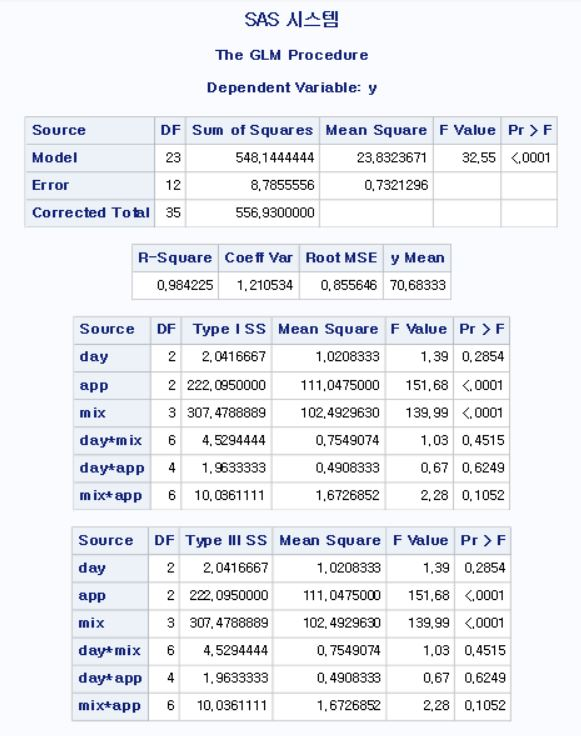 SAS 시스템
The GLM Procedure
Dependent Variable: y
Source DF Sum of Squares Mean Square F Value Pr > F
Model 23 548,1444444 23,8323671 32,55 <,0001
Error 12 8,7855556 0,7321296
Corrected Total 35 556,9300000
R-Square Coeff Var Root MSE y Mean
0,984225 1,210534 0,855646 70,68333
Source DF Type I SS Mean Square F Value Pr > F
day 2 2,0416667 1,0208333 1,39 0,2854
app 2 222,0950000 111,0475000 151,68 <,0001
mix 3 307,4788889 102,4929630 139,99 <,0001
day*mix 6 4,5294444 0,7549074 1,03 0,4515
day*app 4 1,9633333 0,4908333 0,67 0,6249
mix*app 6 10,0361111 1,6726852 2,28 0,1052
Source DF Type III SS Mean Square F Value Pr > F
day 2 2,0416667 1,0208333 1,39 0,2854
app 2 222,0950000 111,0475000 151,68 <,0001
mix 3 307,4788889 102,4929630 139,99 <,0001
day*mix 6 4,5294444 0,7549074 1,03 0,4515
day*app 4 1,9633333 0,4908333 0,67 0,6249
mix*app 6 10,0361111 1,6726852 2,28 0,1052